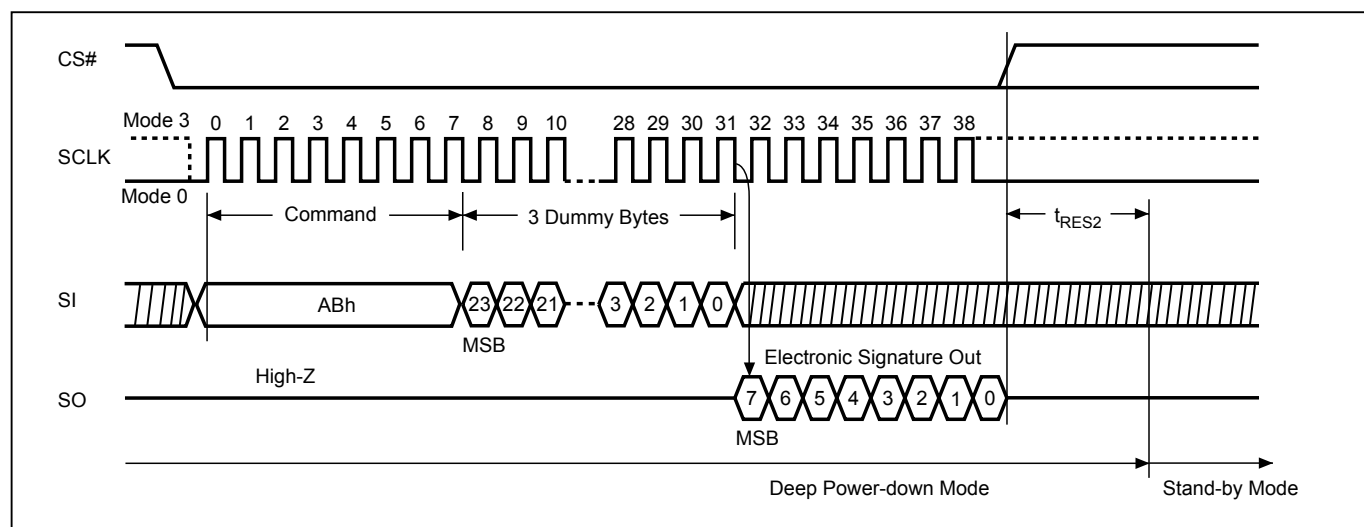 CS#
Mode 3 0 1 2 3 4 5 6 7 8 9 10 28 29 30 31 32 33 34 35 36 37 38
SCLK
Mode 0
Command 3 Dummy Bytes tRES2
SI ABh 23 22 21 3 2 1 0
MSB Electronic Signature Out
High-Z
SO 7 6 5 4 3 2 1 0
MSB
Deep Power-down Mode Stand-by Mode